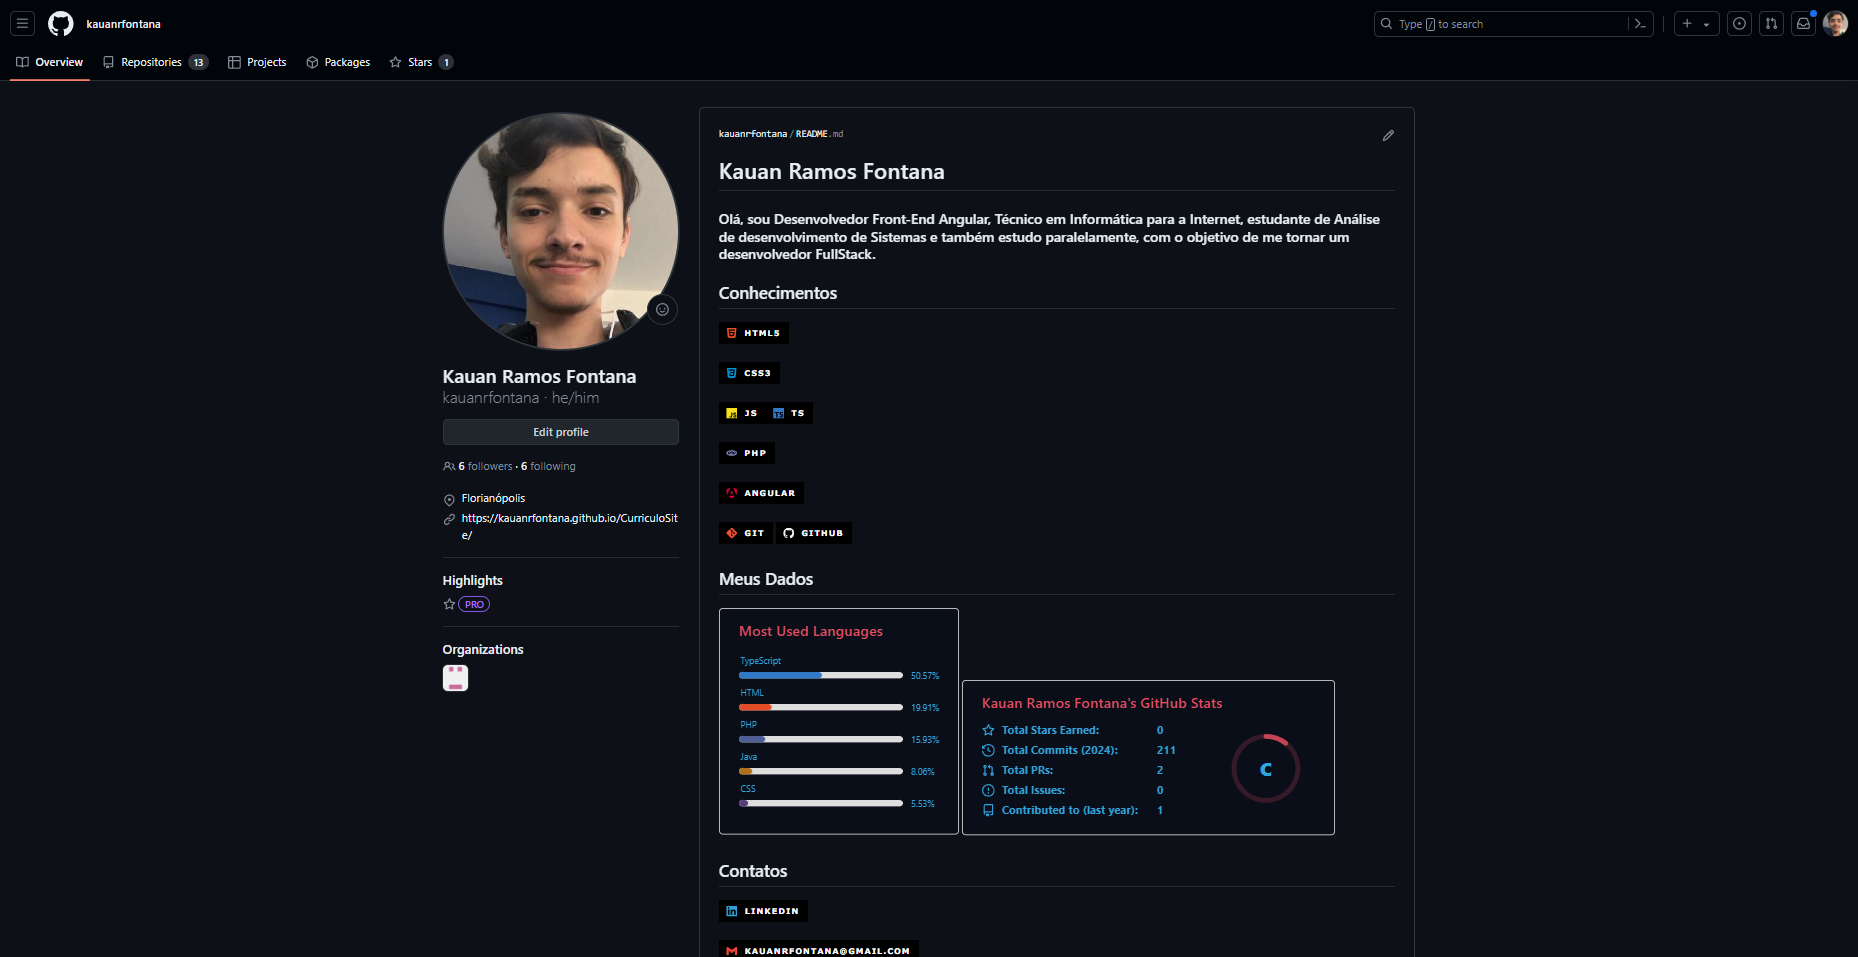 kauanrfontana
Type / to search
Overview
Repositories 13
Projects
Packages
Stars 1
Kauan Ramos Fontana
kauanrfontana · he/him
Edit profile
6 followers · 6 following
Florianópolis
https://kauanrfontana.github.io/CurriculoSit
e/
Highlights
PRO
Organizations
kauanrfontana / README.md
Kauan Ramos Fontana
Olá, sou Desenvolvedor Front-End Angular, Técnico em Informática para a Internet, estudante de Análise
de desenvolvimento de Sistemas e também estudo paralelamente, com o objetivo de me tornar um
desenvolvedor FullStack.
Conhecimentos
HTML5
CSS3
JS TS
PHP
ANGULAR
GIT GITHUB
Meus Dados
Most Used Languages
TypeScript
50.57%
HTML
19.91%
PHP
15.93%
Java
8.06%
CSS
5.53%
Kauan Ramos Fontana's GitHub Stats
Total Stars Earned: 0
Total Commits (2024): 211
Total PRs: 2
Total Issues: 0
Contributed to (last year): 1
C
Contatos
LINKEDIN
KAUANRFONTANA@GMAIL.COM